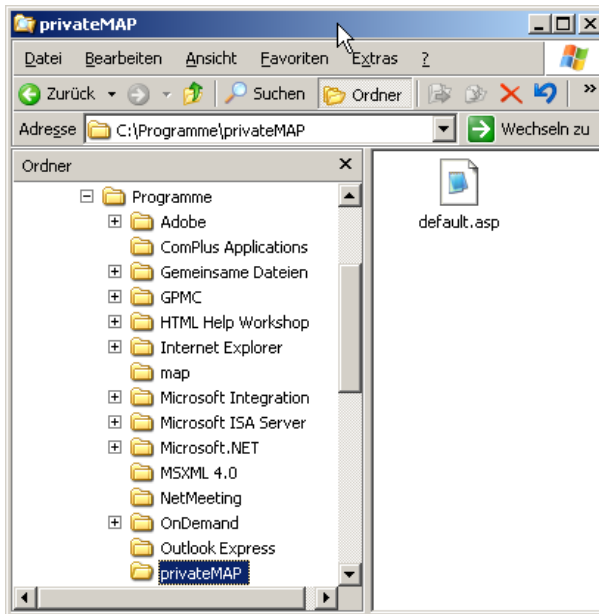 privateMAP
Datei Bearbeiten Ansicht Favoriten Extras ?
Zurück Suchen Ordner »
Adresse C:\Programme\privateMAP Wechseln zu
Ordner
Programme
Adobe
ComPlus Applications
Gemeinsame Dateien
GPMC
HTML Help Workshop
Internet Explorer
map
Microsoft Integration
Microsoft ISA Server
Microsoft.NET
MSXML 4.0
NetMeeting
OnDemand
Outlook Express
privateMAP
default.asp